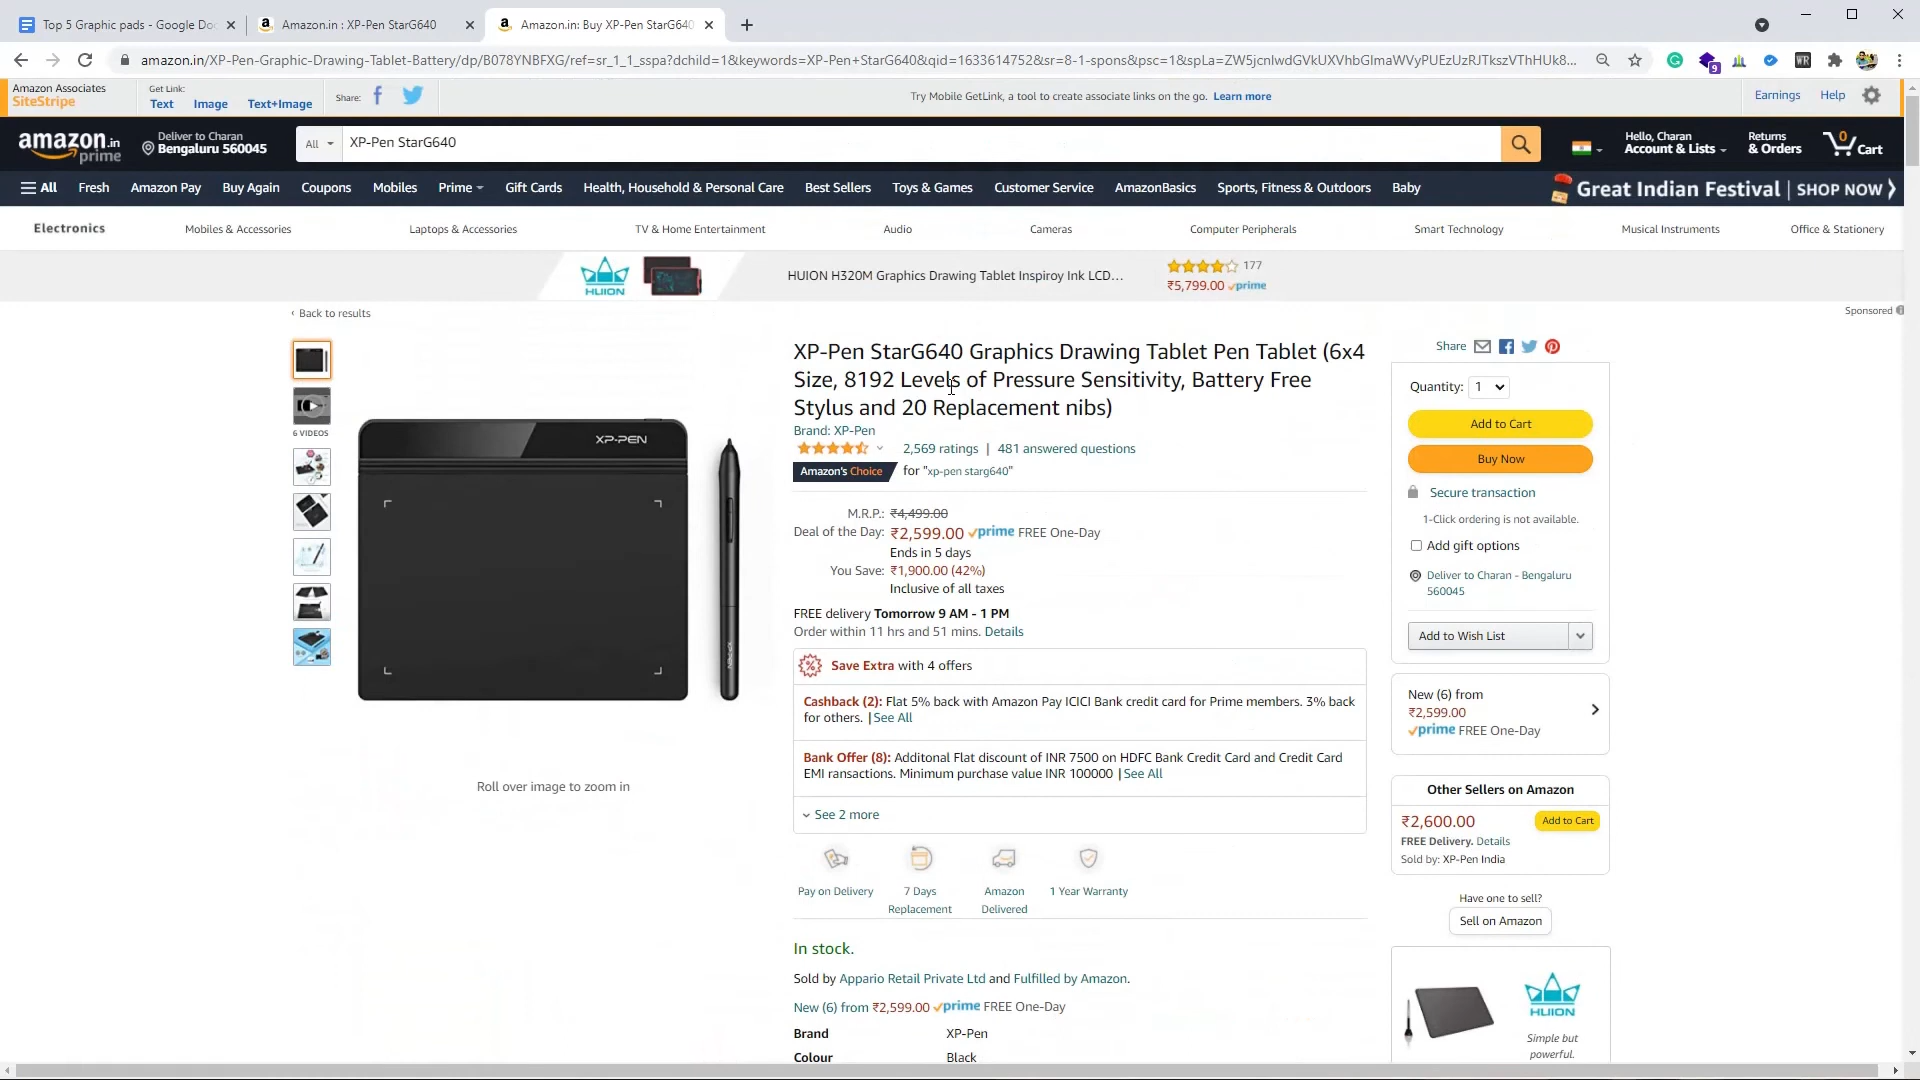 Top 5 Graphic pads - Google Do
Amazon.in : XP-Pen StarG640
Amazon.in: Buy XP-Pen StarG640
amazon.in/XP-Pen-Graphic-Drawing-Tablet-Battery/dp/B078YNBFXG/ref=sr_1_1_sspa?dchild=1&keywords=XP-Pen+StarG640&qid=1633614752&sr=8-1-spons&psc=1&spLa=ZW5jcnlwdGVkUXVhbGlmaWVyPUEzUzRJTkszVThHUk8...
9
WR
Amazon Associates
SiteStripe
Get Link:
Text Image Text+Image
Share:
Try Mobile GetLink, a tool to create associate links on the go. Learn more
Earnings Help
amazon.in
prime
Deliver to Charan
Bengaluru 560045
All
XP-Pen StarG640
Hello, Charan
Account & Lists
Returns
& Orders
0
Cart
All Fresh Amazon Pay Buy Again Coupons Mobiles Prime Gift Cards Health, Household & Personal Care Best Sellers Toys & Games Customer Service AmazonBasics Sports, Fitness & Outdoors Baby
Great Indian Festival | SHOP NOW
Electronics Mobiles & Accessories Laptops & Accessories TV & Home Entertainment Audio Cameras Computer Peripherals Smart Technology Musical Instruments Office & Stationery
HUION
HUION H320M Graphics Drawing Tablet Inspiroy Ink LCD...
177
₹5,799.00 prime
Sponsored
‹ Back to results
6 VIDEOS
XP-PEN
XP-PEN
Roll over image to zoom in
XP-Pen StarG640 Graphics Drawing Tablet Pen Tablet (6x4
Size, 8192 Levels of Pressure Sensitivity, Battery Free
Stylus and 20 Replacement nibs)
Brand: XP-Pen
2,569 ratings | 481 answered questions
Amazon's Choice for "xp-pen starg640"
M.R.P.: ₹4,499.00
Deal of the Day: ₹2,599.00 prime FREE One-Day
Ends in 5 days
You Save: ₹1,900.00 (42%)
Inclusive of all taxes
FREE delivery Tomorrow 9 AM - 1 PM
Order within 11 hrs and 51 mins. Details
Save Extra with 4 offers
Cashback (2): Flat 5% back with Amazon Pay ICICI Bank credit card for Prime members. 3% back
for others. | See All
Bank Offer (8): Additonal Flat discount of INR 7500 on HDFC Bank Credit Card and Credit Card
EMI ransactions. Minimum purchase value INR 100000 | See All
See 2 more
Pay on Delivery
7 Days
Replacement
Amazon
Delivered
1 Year Warranty
In stock.
Sold by Appario Retail Private Ltd and Fulfilled by Amazon.
New (6) from ₹2,599.00 prime FREE One-Day
Brand XP-Pen
Colour Black
Share
Quantity: 1
Add to Cart
Buy Now
Secure transaction
1-Click ordering is not available.
Add gift options
Deliver to Charan - Bengaluru
560045
Add to Wish List
New (6) from
₹2,599.00
prime FREE One-Day
Other Sellers on Amazon
₹2,600.00
Add to Cart
FREE Delivery. Details
Sold by: XP-Pen India
Have one to sell?
Sell on Amazon
HUION
Simple but
powerful.